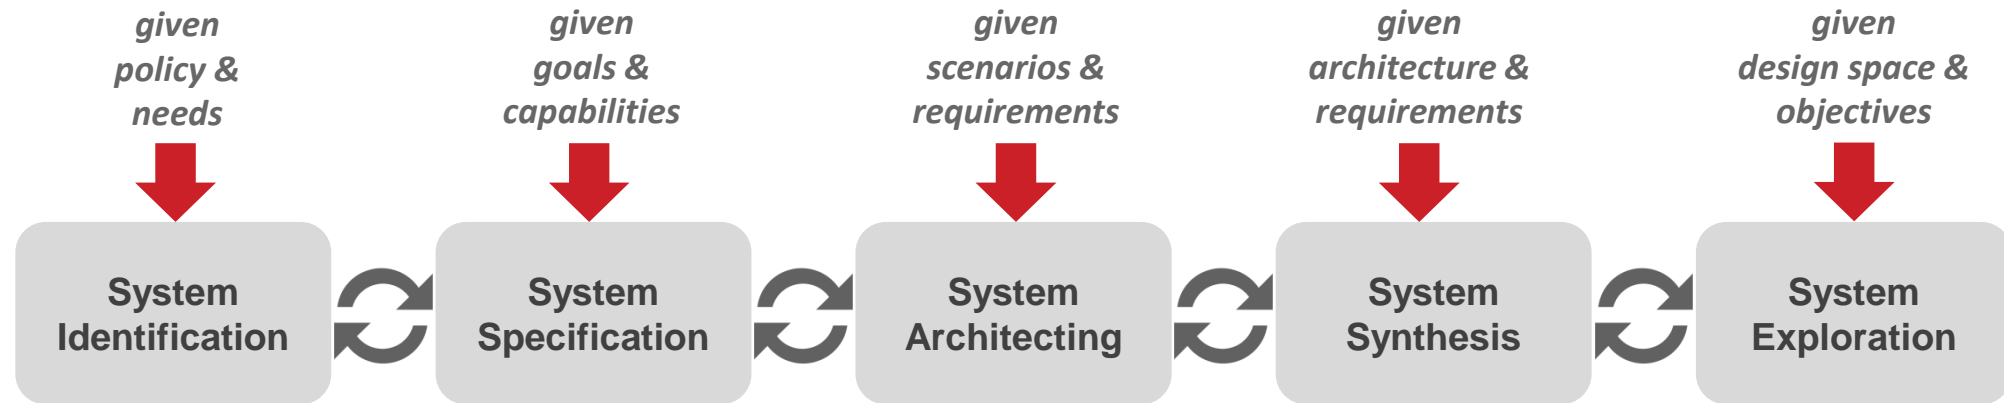 given
policy &
needs
given
goals &
capabilities
given
scenarios &
requirements
given
architecture &
requirements
given
design space &
objectives
System
Identification
System
Specification
System
Architecting
System
Synthesis
System
Exploration